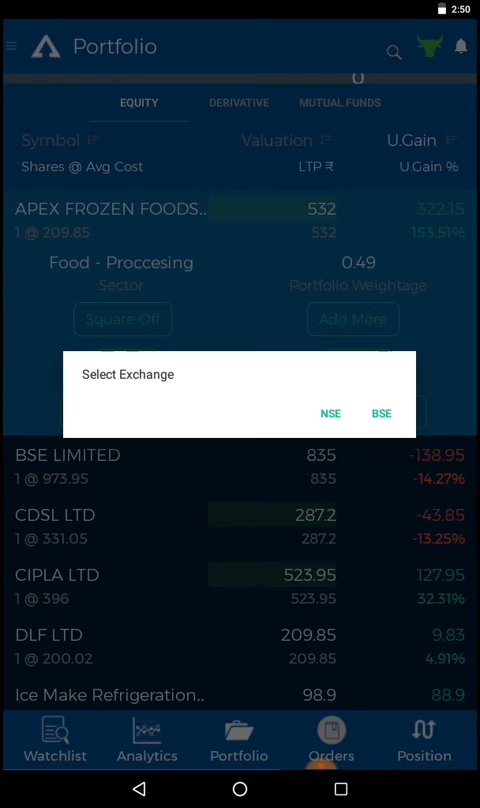 2:50
Portfolio
EQUITY DERIVATIVE MUTUAL FUNDS
Symbol Valuation U.Gain
Shares @ Avg Cost LTP ₹ U.Gain %
APEX FROZEN FOODS.. 532 322.15
1 @ 209.85 532 153.51%
Food - Proccesing 0.49
Sector Portfolio Weightage
Square Off Add More
Select Exchange
NSE BSE
BSE LIMITED 835 -138.95
1 @ 973.95 835 -14.27%
CDSL LTD 287.2 -43.85
1 @ 331.05 287.2 -13.25%
CIPLA LTD 523.95 127.95
1 @ 396 523.95 32.31%
DLF LTD 209.85 9.83
1 @ 200.02 209.85 4.91%
Ice Make Refrigeration.. 98.9 88.9
Watchlist Analytics Portfolio Orders Position